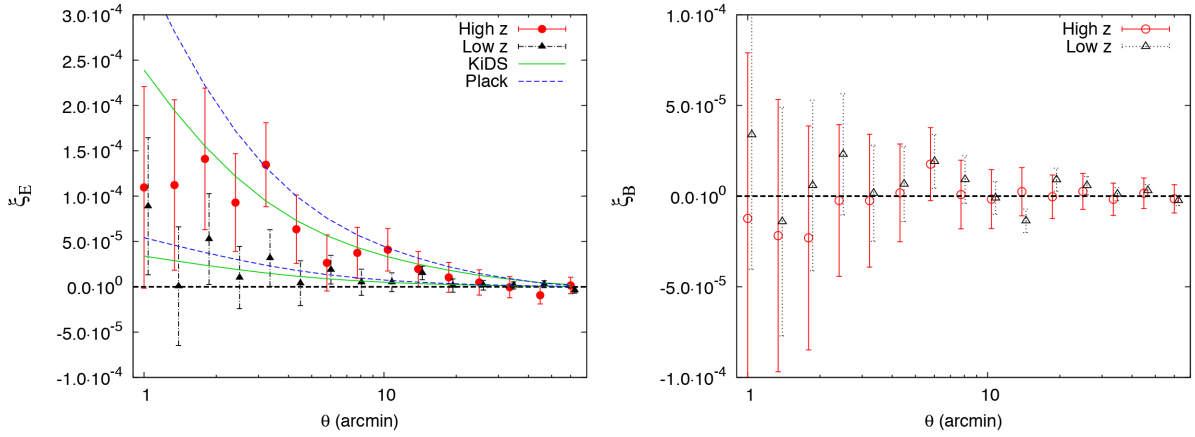 3.0·10⁻⁴
2.5·10⁻⁴
2.0·10⁻⁴
1.5·10⁻⁴
1.0·10⁻⁴
5.0·10⁻⁵
0.0·10⁰
-5.0·10⁻⁵
-1.0·10⁻⁴
ξE
High z
Low z
KiDS
Plack
1
10
θ (arcmin)
1.0·10⁻⁴
5.0·10⁻⁵
0.0·10⁰
-5.0·10⁻⁵
-1.0·10⁻⁴
ξB
High z
Low z
1
10
θ (arcmin)